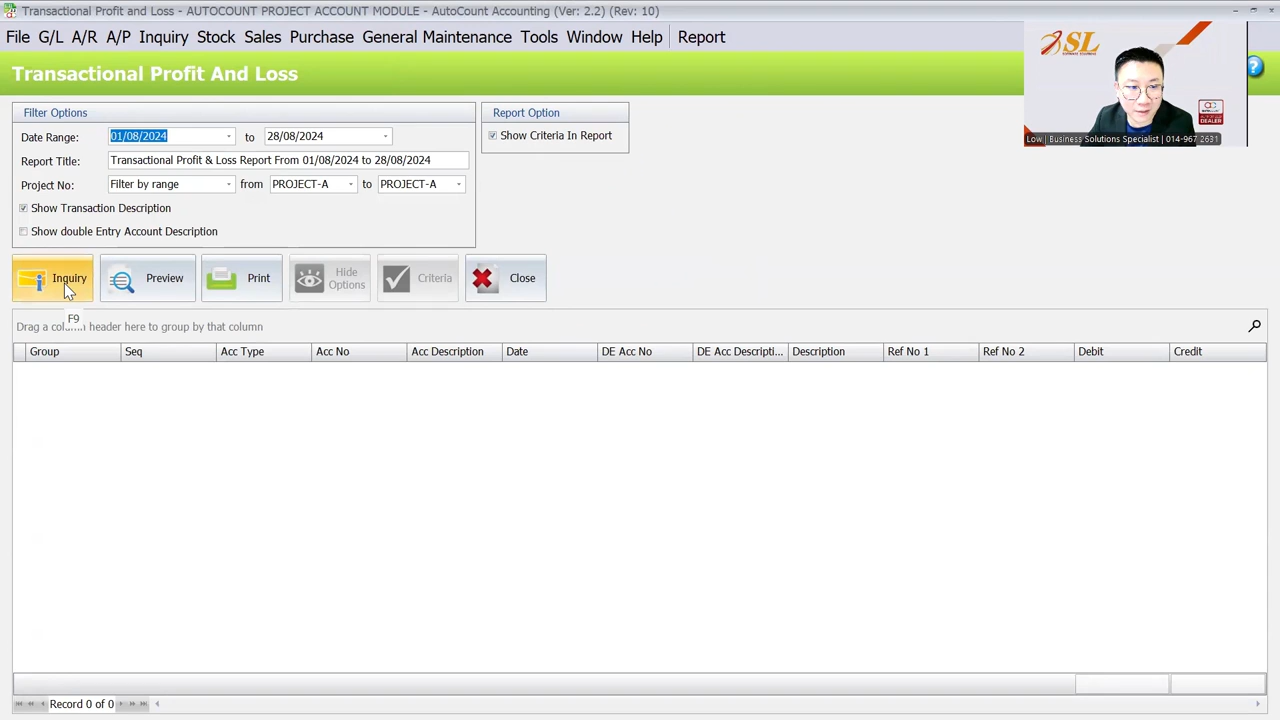 Transactional Profit and Loss - AUTOCOUNT PROJECT ACCOUNT MODULE - AutoCount Accounting (Ver: 2.2) (Rev: 10)
File G/L A/R A/P Inquiry Stock Sales Purchase General Maintenance Tools Window Help Report
Transactional Profit And Loss
SL
Low | Business Solutions Specialist | 014-967 2631
DEALER
?
Filter Options
Date Range: 01/08/2024 to 28/08/2024
Report Title: Transactional Profit & Loss Report From 01/08/2024 to 28/08/2024
Project No: Filter by range from PROJECT-A to PROJECT-A
Show Transaction Description
Show double Entry Account Description
Report Option
Show Criteria In Report
Inquiry Preview Print Hide Options Criteria Close
F9
Drag a column header here to group by that column
Group Seq Acc Type Acc No Acc Description Date DE Acc No DE Acc Descripti... Description Ref No 1 Ref No 2 Debit Credit
Record 0 of 0